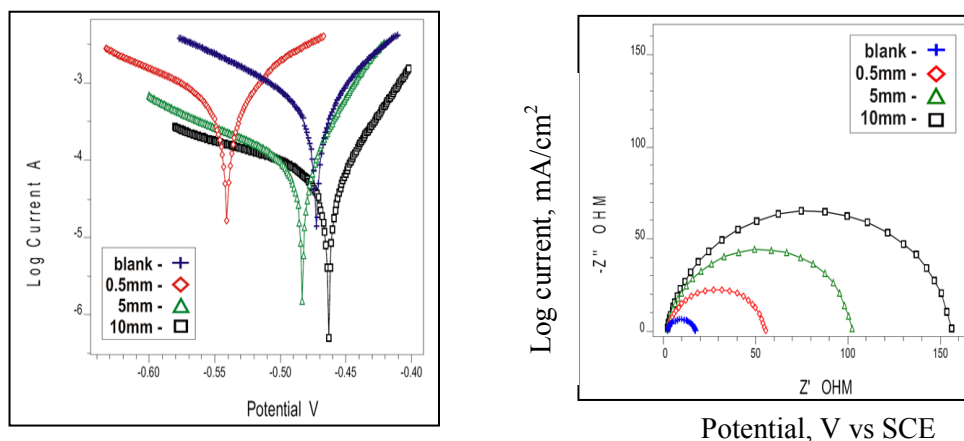 Log Current A
-3
-4
-5
-6
blank -
0.5mm -
5mm -
10mm -
-0.60 -0.55 -0.50 -0.45 -0.40
Potential V
Log current, mA/cm2
-Z'' OHM
150
100
50
0
blank -
0.5mm -
5mm -
10mm -
0 50 100 150
Z' OHM
Potential, V vs SCE